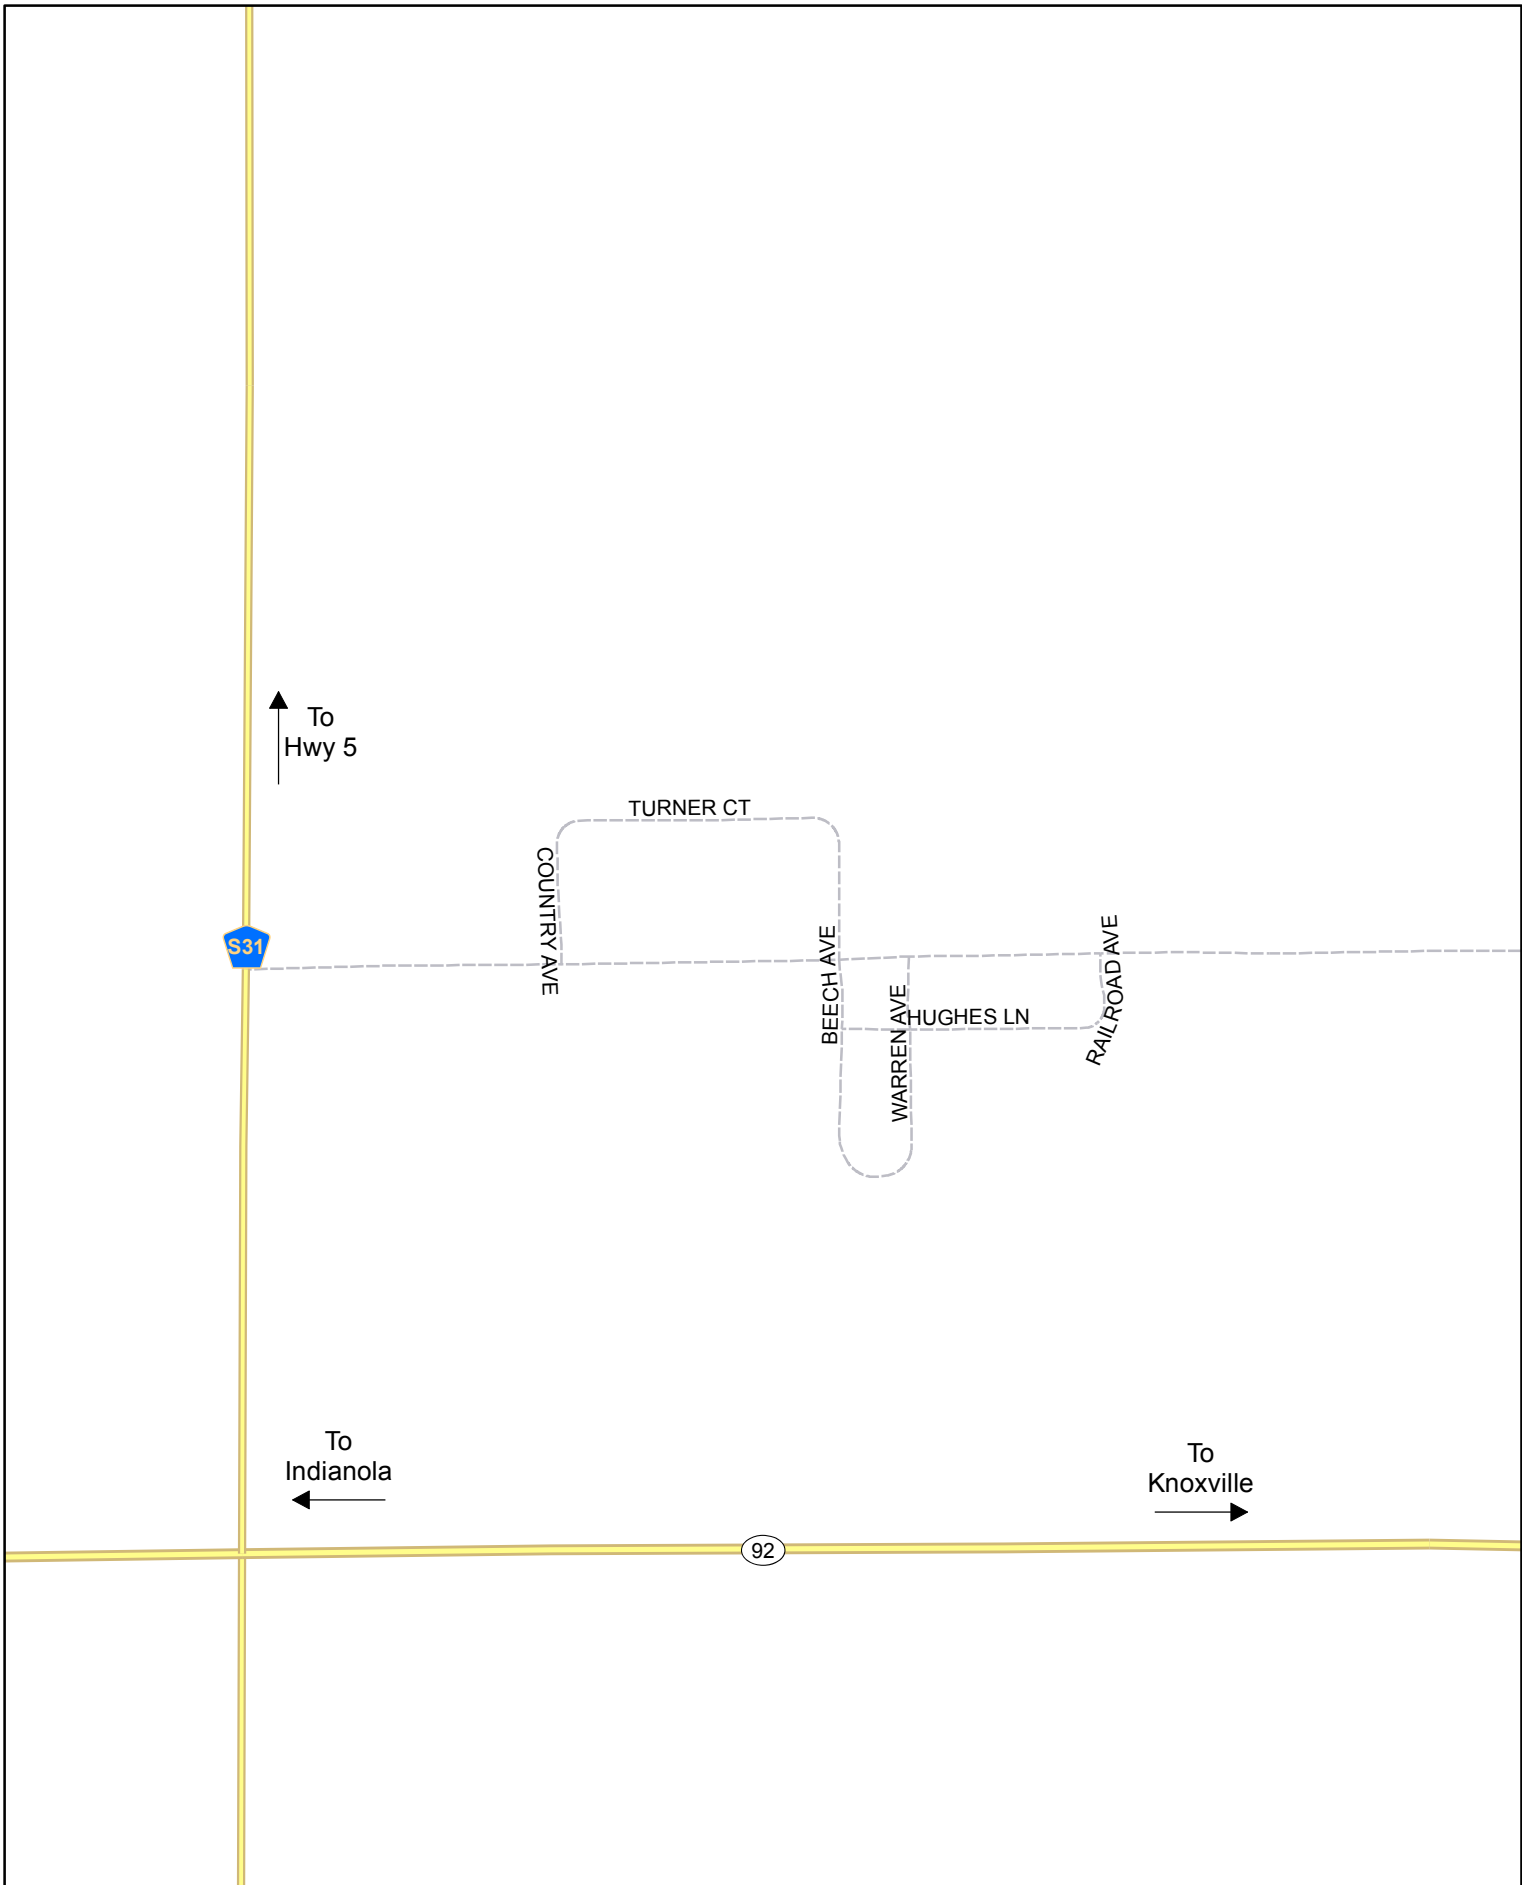 To
Hwy 5
TURNER CT
COUNTRY AVE
S31
BEECH AVE
RAILROAD AVE
WARREN AVE
HUGHES LN
To
Indianola
To
Knoxville
92